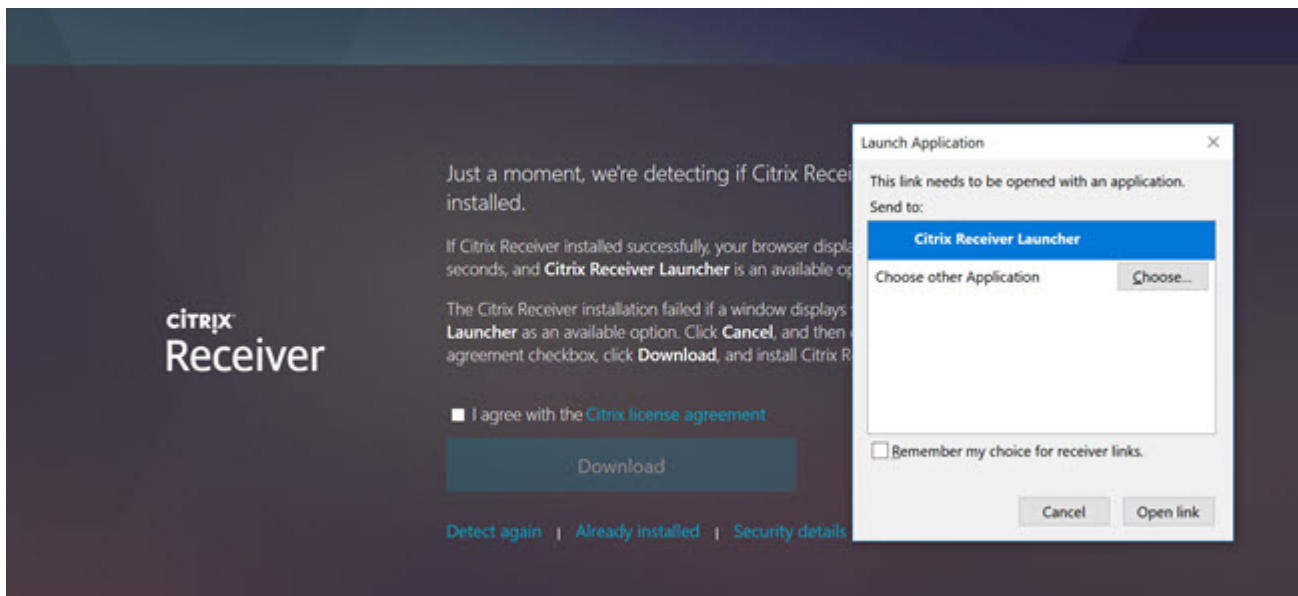 Just a moment, we're detecting if Citrix Recei
installed.
If Citrix Receiver installed successfully, your browser displa
seconds, and Citrix Receiver Launcher is an available op
The Citrix Receiver installation failed if a window displays
Launcher as an available option. Click Cancel, and then
agreement checkbox, click Download, and install Citrix R
CİTRIX
Receiver
I agree with the Citrix license agreement
Download
Detect again | Already installed | Security details
Launch Application
This link needs to be opened with an application.
Send to:
Citrix Receiver Launcher
Choose other Application
Choose...
Remember my choice for receiver links.
Cancel
Open link